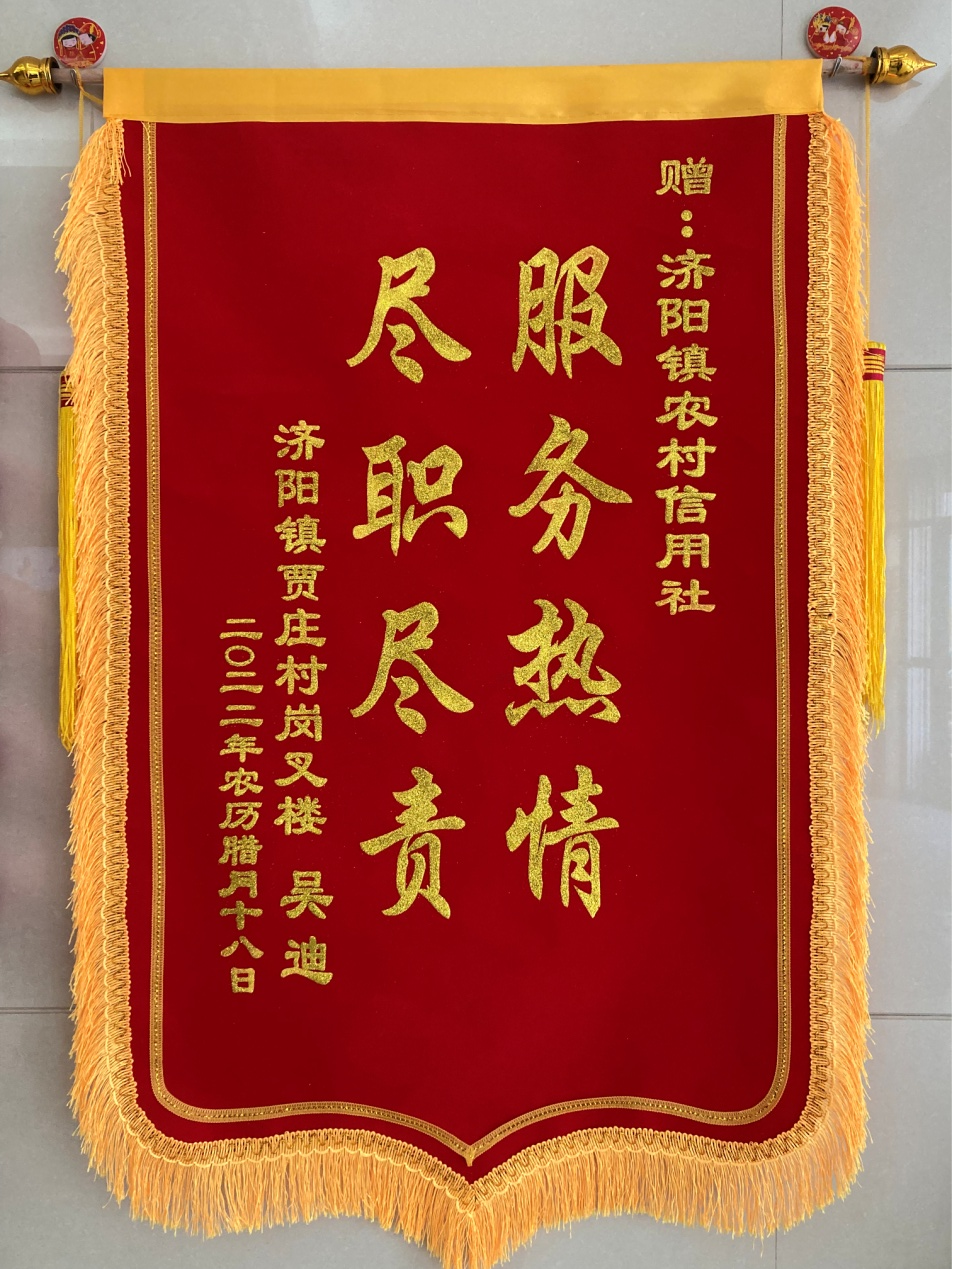 赠：济阳镇农村信用社
服务热情
尽职尽责
济阳镇贾庄村岗叉楼 吴迪
二〇二二年农历腊月十八日